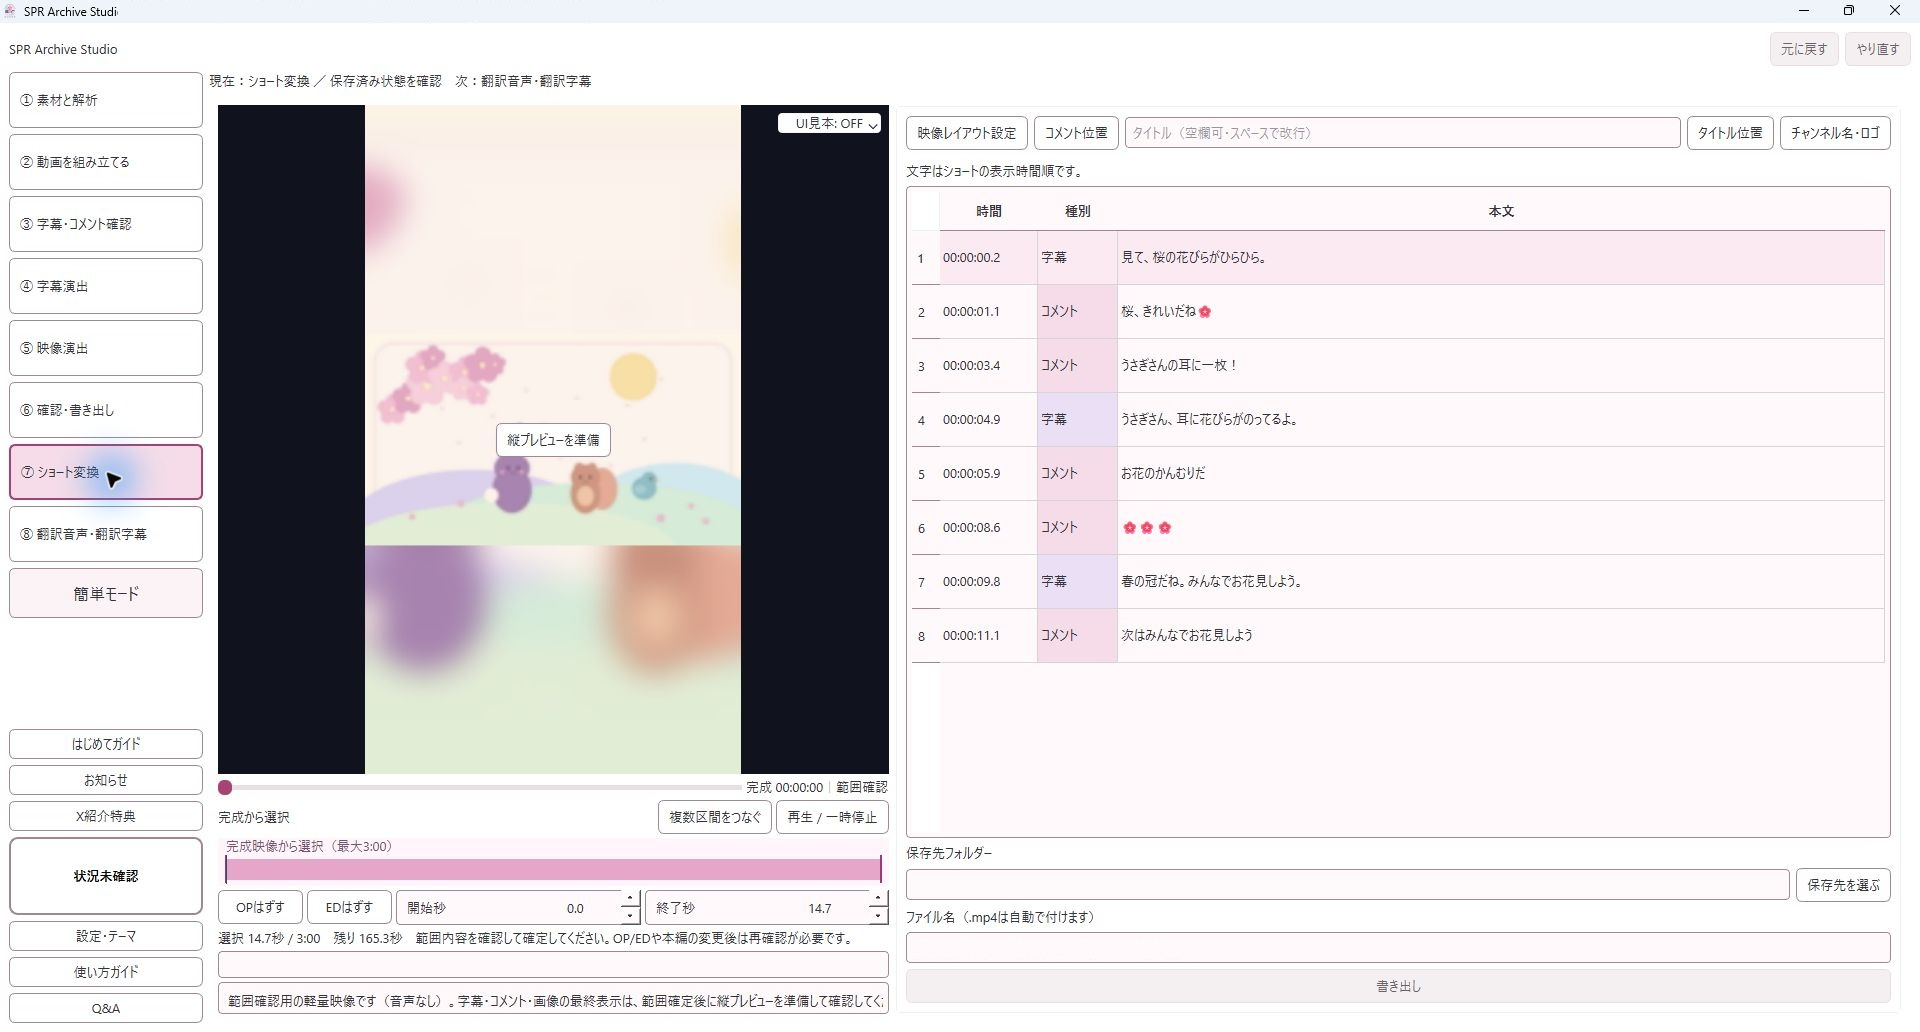 SPR Archive Studi
SPR Archive Studio
元に戻す
やり直す
① 素材と解析
② 動画を組み立てる
③ 字幕・コメント確認
④ 字幕演出
⑤ 映像演出
⑥ 確認・書き出し
⑦ ショート変換
⑧ 翻訳音声・翻訳字幕
簡単モード
はじめてガイド
お知らせ
X紹介特典
状況未確認
設定・テーマ
使い方ガイド
Q&A
現在：ショート変換 ／ 保存済み状態を確認　次：翻訳音声・翻訳字幕
UI見本: OFF
縦プレビューを準備
完成 00:00:00
範囲確認
完成から選択
複数区間をつなぐ
再生 / 一時停止
完成映像から選択（最大3:00）
OPはずす
EDはずす
開始秒 0.0
終了秒 14.7
選択 14.7秒 / 3:00　残り 165.3秒　範囲内容を確認して確定してください。OP/EDや本編の変更後は再確認が必要です。
範囲確認用の軽量映像です（音声なし）。字幕・コメント・画像の最終表示は、範囲確定後に縦プレビューを準備して確認してく
映像レイアウト設定
コメント位置
タイトル（空欄可・スペースで改行）
タイトル位置
チャンネル名・ロゴ
文字はショートの表示時間順です。
時間 種別 本文
1 00:00:00.2 字幕 見て、桜の花びらがひらひら。
2 00:00:01.1 コメント 桜、きれいだね🌸
3 00:00:03.4 コメント うさぎさんの耳に一枚！
4 00:00:04.9 字幕 うさぎさん、耳に花びらがのってるよ。
5 00:00:05.9 コメント お花のかんむりだ
6 00:00:08.6 コメント 🌸🌸🌸
7 00:00:09.8 字幕 春の冠だね。みんなでお花見しよう。
8 00:00:11.1 コメント 次はみんなでお花見しよう
保存先フォルダー
保存先を選ぶ
ファイル名（.mp4は自動で付けます）
書き出し